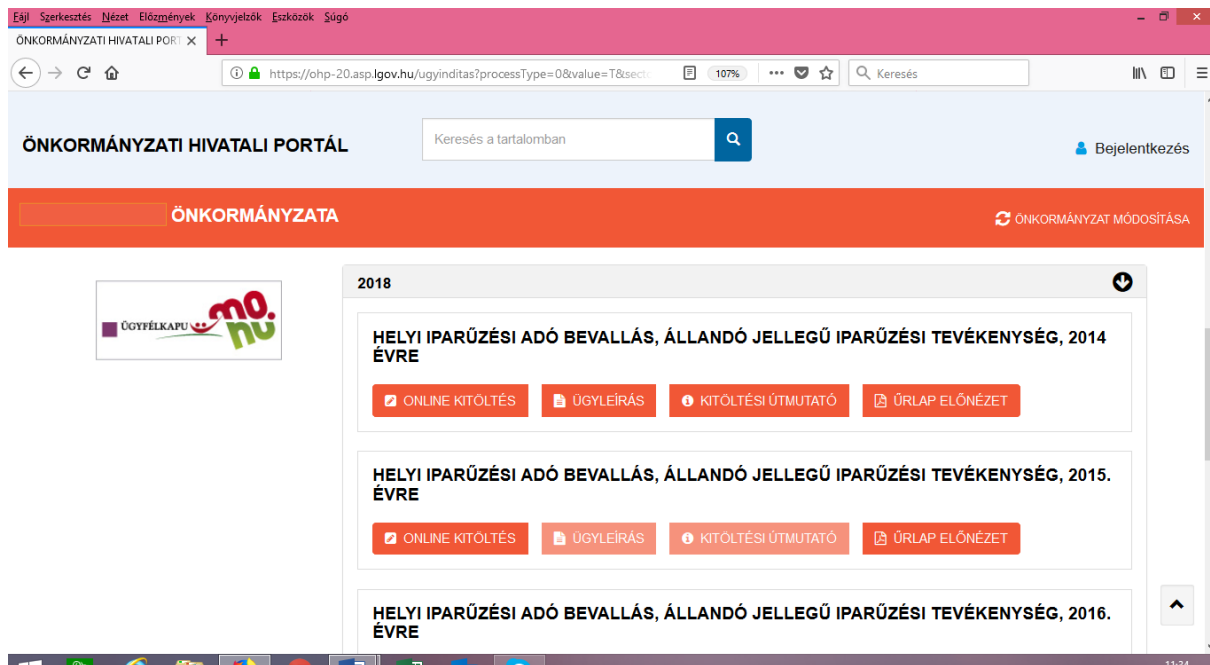 Fájl Szerkesztés Nézet Előzmények Könyvjelzők Eszközök Súgó
ÖNKORMÁNYZATI HIVATALI PORT
https://ohp-20.asp.lgov.hu/ugyinditas?processType=0&value=T&secto 107% Keresés
ÖNKORMÁNYZATI HIVATALI PORTÁL Keresés a tartalomban Bejelentkezés
ÖNKORMÁNYZATA ÖNKORMÁNYZAT MÓDOSÍTÁSA
ÜGYFÉLKAPU mo.hu
2018
HELYI IPARŰZÉSI ADÓ BEVALLÁS, ÁLLANDÓ JELLEGŰ IPARŰZÉSI TEVÉKENYSÉG, 2014
ÉVRE
ONLINE KITÖLTÉS ÜGYLEÍRÁS KITÖLTÉSI ÚTMUTATÓ ŰRLAP ELŐNÉZET
HELYI IPARŰZÉSI ADÓ BEVALLÁS, ÁLLANDÓ JELLEGŰ IPARŰZÉSI TEVÉKENYSÉG, 2015.
ÉVRE
ONLINE KITÖLTÉS ÜGYLEÍRÁS KITÖLTÉSI ÚTMUTATÓ ŰRLAP ELŐNÉZET
HELYI IPARŰZÉSI ADÓ BEVALLÁS, ÁLLANDÓ JELLEGŰ IPARŰZÉSI TEVÉKENYSÉG, 2016.
ÉVRE